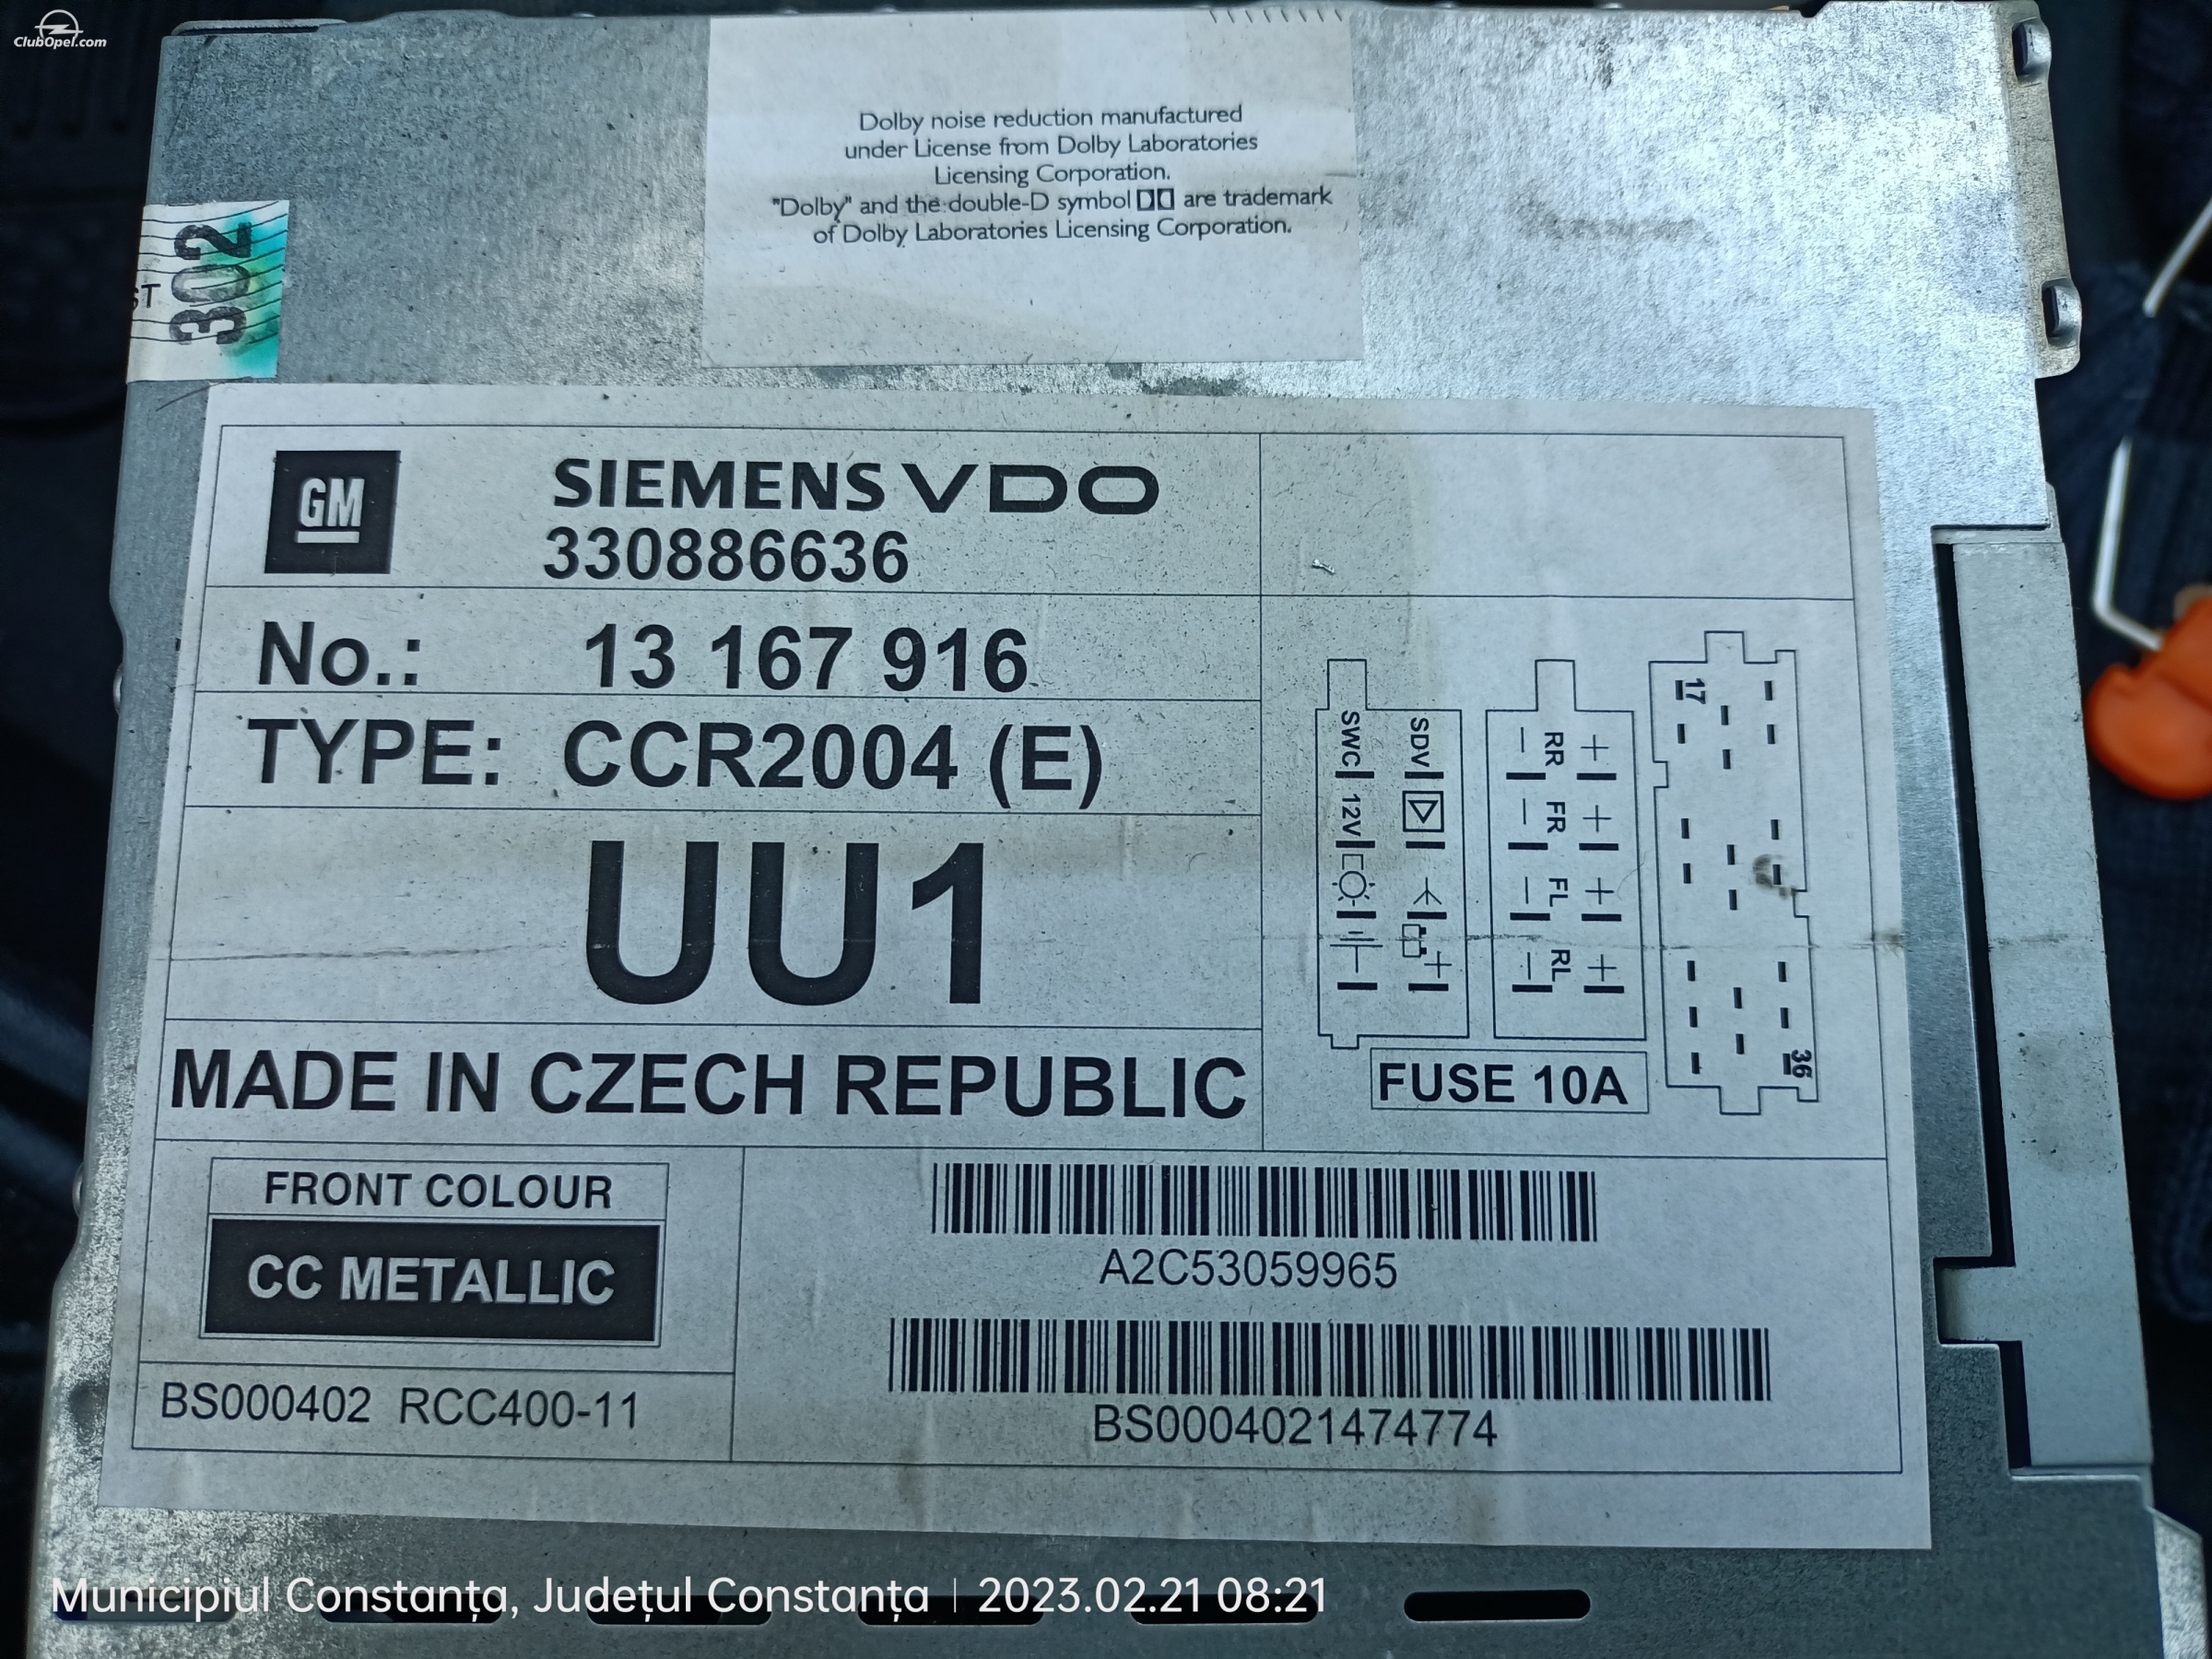 ClubOpel.com
Dolby noise reduction manufactured
under License from Dolby Laboratories
Licensing Corporation.
"Dolby" and the double-D symbol are trademark
of Dolby Laboratories Licensing Corporation.
ST
302
GM
SIEMENS VDO
330886636
No.: 13 167 916
TYPE: CCR2004 (E)
UU1
MADE IN CZECH REPUBLIC
SWC 12V
SDV
+ + + +
RR FR FL RL
- - - -
17
36
FUSE 10A
FRONT COLOUR
CC METALLIC
BS000402 RCC400-11
A2C53059965
BS0004021474774
Municipiul Constanța, Județul Constanța | 2023.02.21 08:21